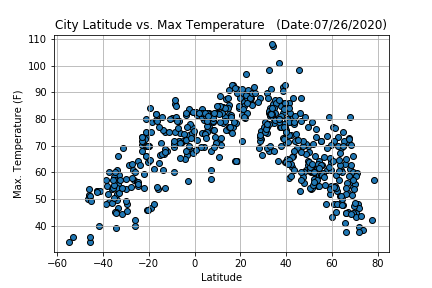 City Latitude vs. Max Temperature (Date:07/26/2020)
110
100
90
80
70
60
50
40
Max. Temperature (F)
−60 −40 −20 0 20 40 60 80
Latitude